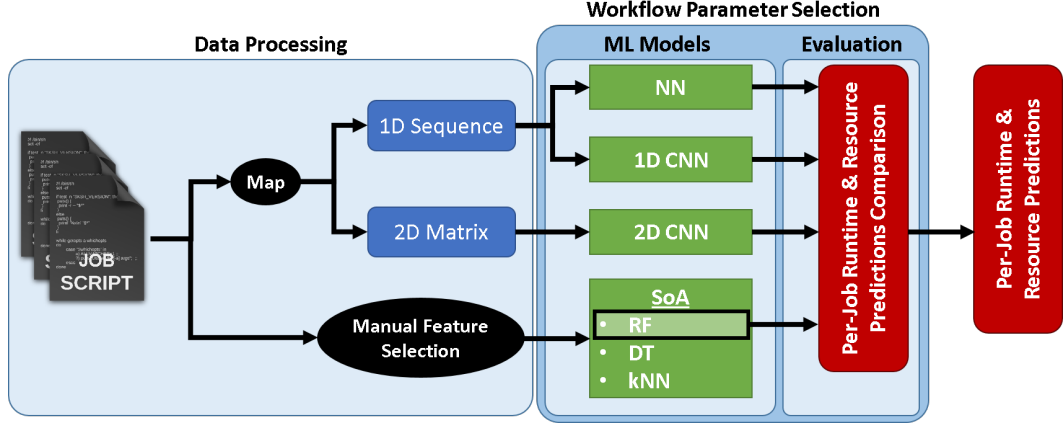 Workflow Parameter Selection
Data Processing
ML Models
Evaluation
JOB
SCRIPT
Map
1D Sequence
2D Matrix
Manual Feature
Selection
NN
1D CNN
2D CNN
SoA
• RF
• DT
• kNN
Per-Job Runtime & Resource
Predictions Comparison
Per-Job Runtime &
Resource Predictions